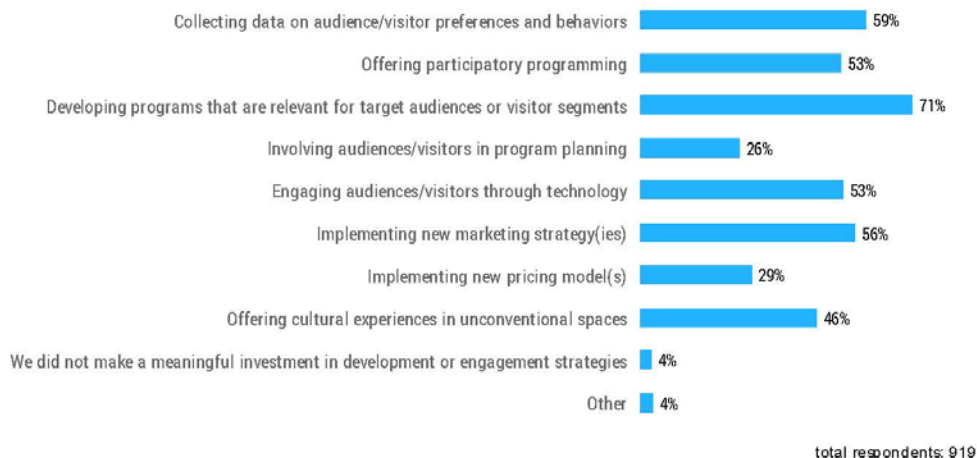 Collecting data on audience/visitor preferences and behaviors 59%
Offering participatory programming 53%
Developing programs that are relevant for target audiences or visitor segments 71%
Involving audiences/visitors in program planning 26%
Engaging audiences/visitors through technology 53%
Implementing new marketing strategy(ies) 56%
Implementing new pricing model(s) 29%
Offering cultural experiences in unconventional spaces 46%
We did not make a meaningful investment in development or engagement strategies 4%
Other 4%
total respondents: 919